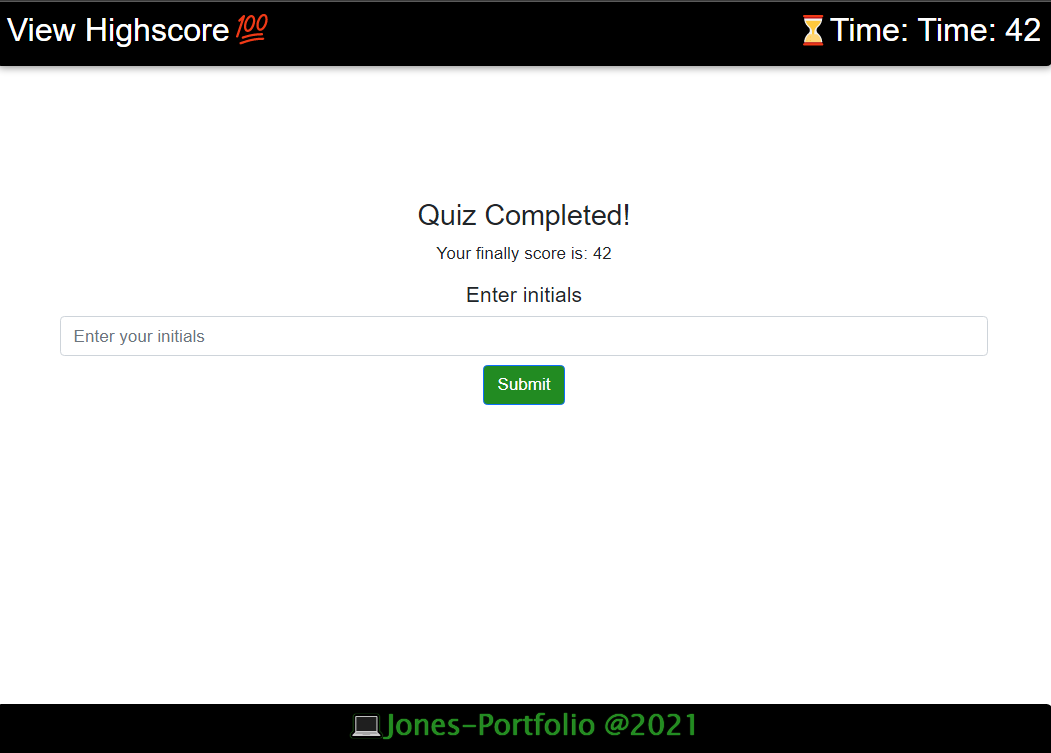 View Highscore💯
⏳Time: Time: 42
Quiz Completed!
Your finally score is: 42
Enter initials
Enter your initials
Submit
💻Jones-Portfolio @2021